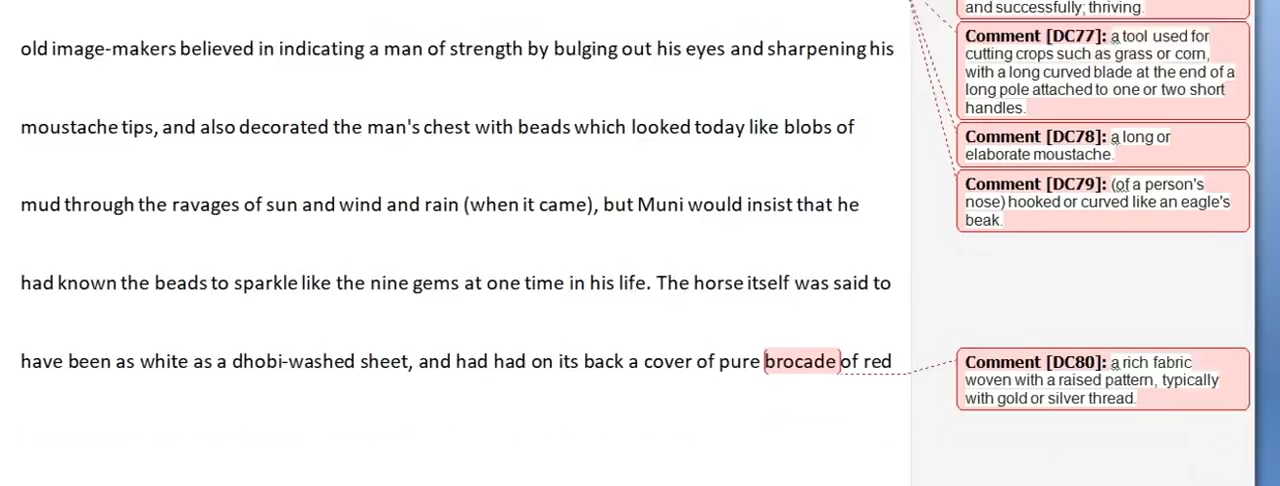 old image-makers believed in indicating a man of strength by bulging out his eyes and sharpening his
moustache tips, and also decorated the man's chest with beads which looked today like blobs of
mud through the ravages of sun and wind and rain (when it came), but Muni would insist that he
had known the beads to sparkle like the nine gems at one time in his life. The horse itself was said to
have been as white as a dhobi-washed sheet, and had had on its back a cover of pure brocade of red
and successfully; thriving.
Comment [DC77]: a tool used for
cutting crops such as grass or corn,
with a long curved blade at the end of a
long pole attached to one or two short
handles.
Comment [DC78]: a long or
elaborate moustache.
Comment [DC79]: (of a person's
nose) hooked or curved like an eagle's
beak.
Comment [DC80]: a rich fabric
woven with a raised pattern, typically
with gold or silver thread.